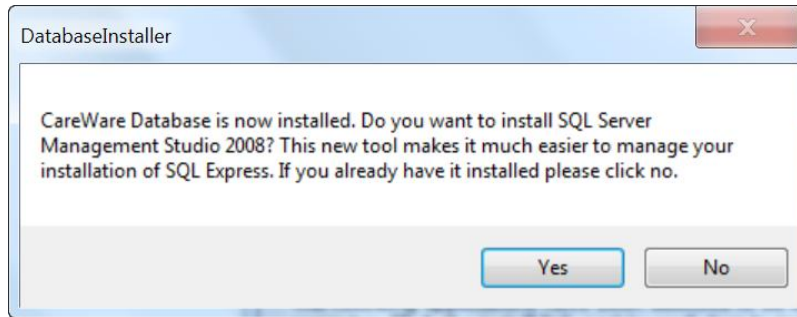 DatabaseInstaller
CareWare Database is now installed. Do you want to install SQL Server
Management Studio 2008? This new tool makes it much easier to manage your
installation of SQL Express. If you already have it installed please click no.
Yes No